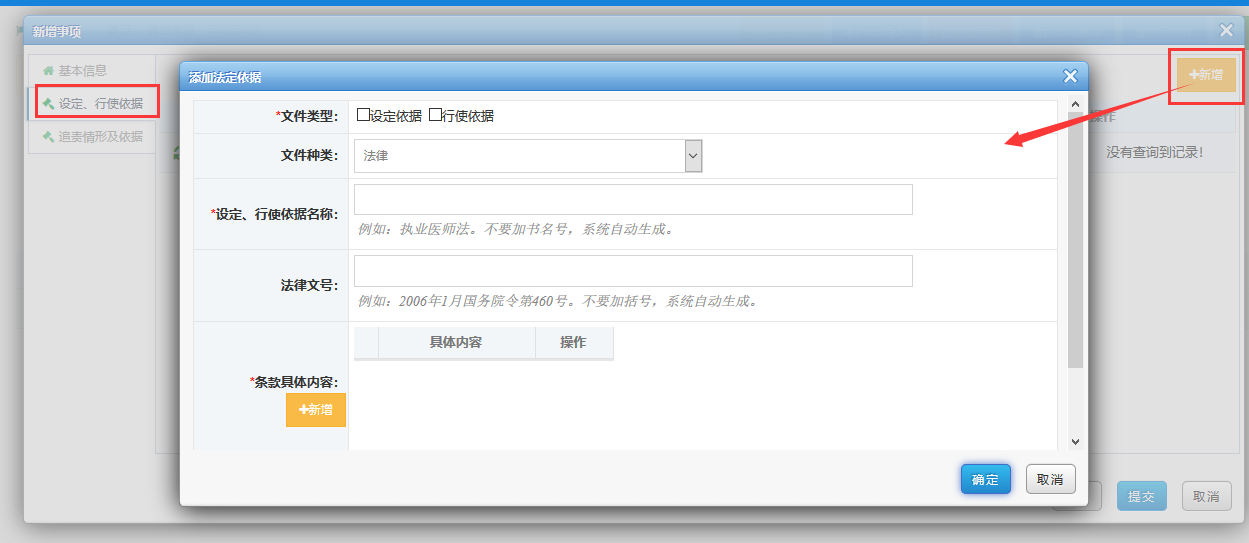 新增事项
基本信息
设定、行使依据
追责情形及依据
新增
操作
没有查询到记录！
添加法定依据
*文件类型： 设定依据 行使依据
文件种类： 法律
*设定、行使依据名称：
例如：执业医师法。不要加书名号，系统自动生成。
法律文号：
例如：2006年1月国务院令第460号。不要加括号，系统自动生成。
具体内容 操作
*条款具体内容：
新增
确定 取消
提交 取消